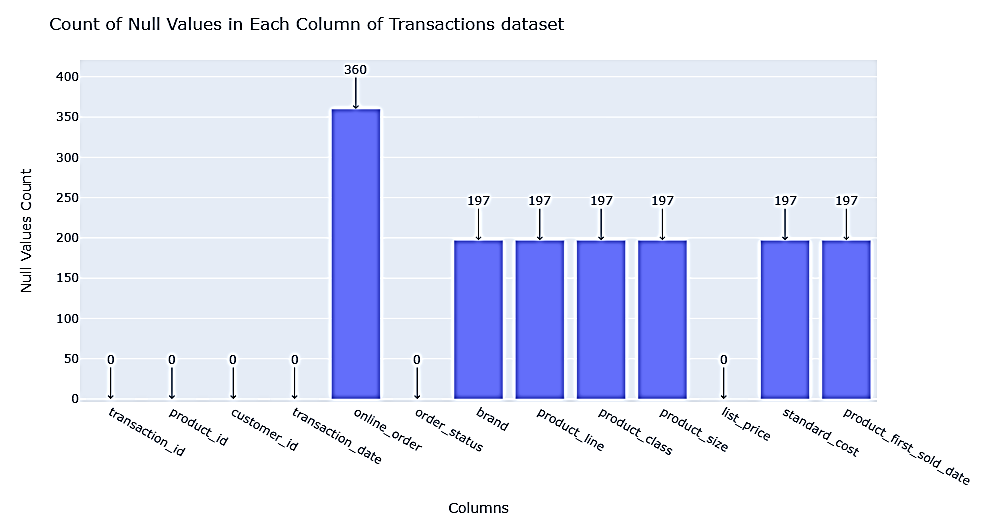 Count of Null Values in Each Column of Transactions dataset
Null Values Count
400
350
300
250
200
150
100
50
0
0
0
0
0
360
0
197
197
197
197
0
197
197
transaction_id
product_id
customer_id
transaction_date
online_order
order_status
brand
product_line
product_class
product_size
list_price
standard_cost
product_first_sold_date
Columns